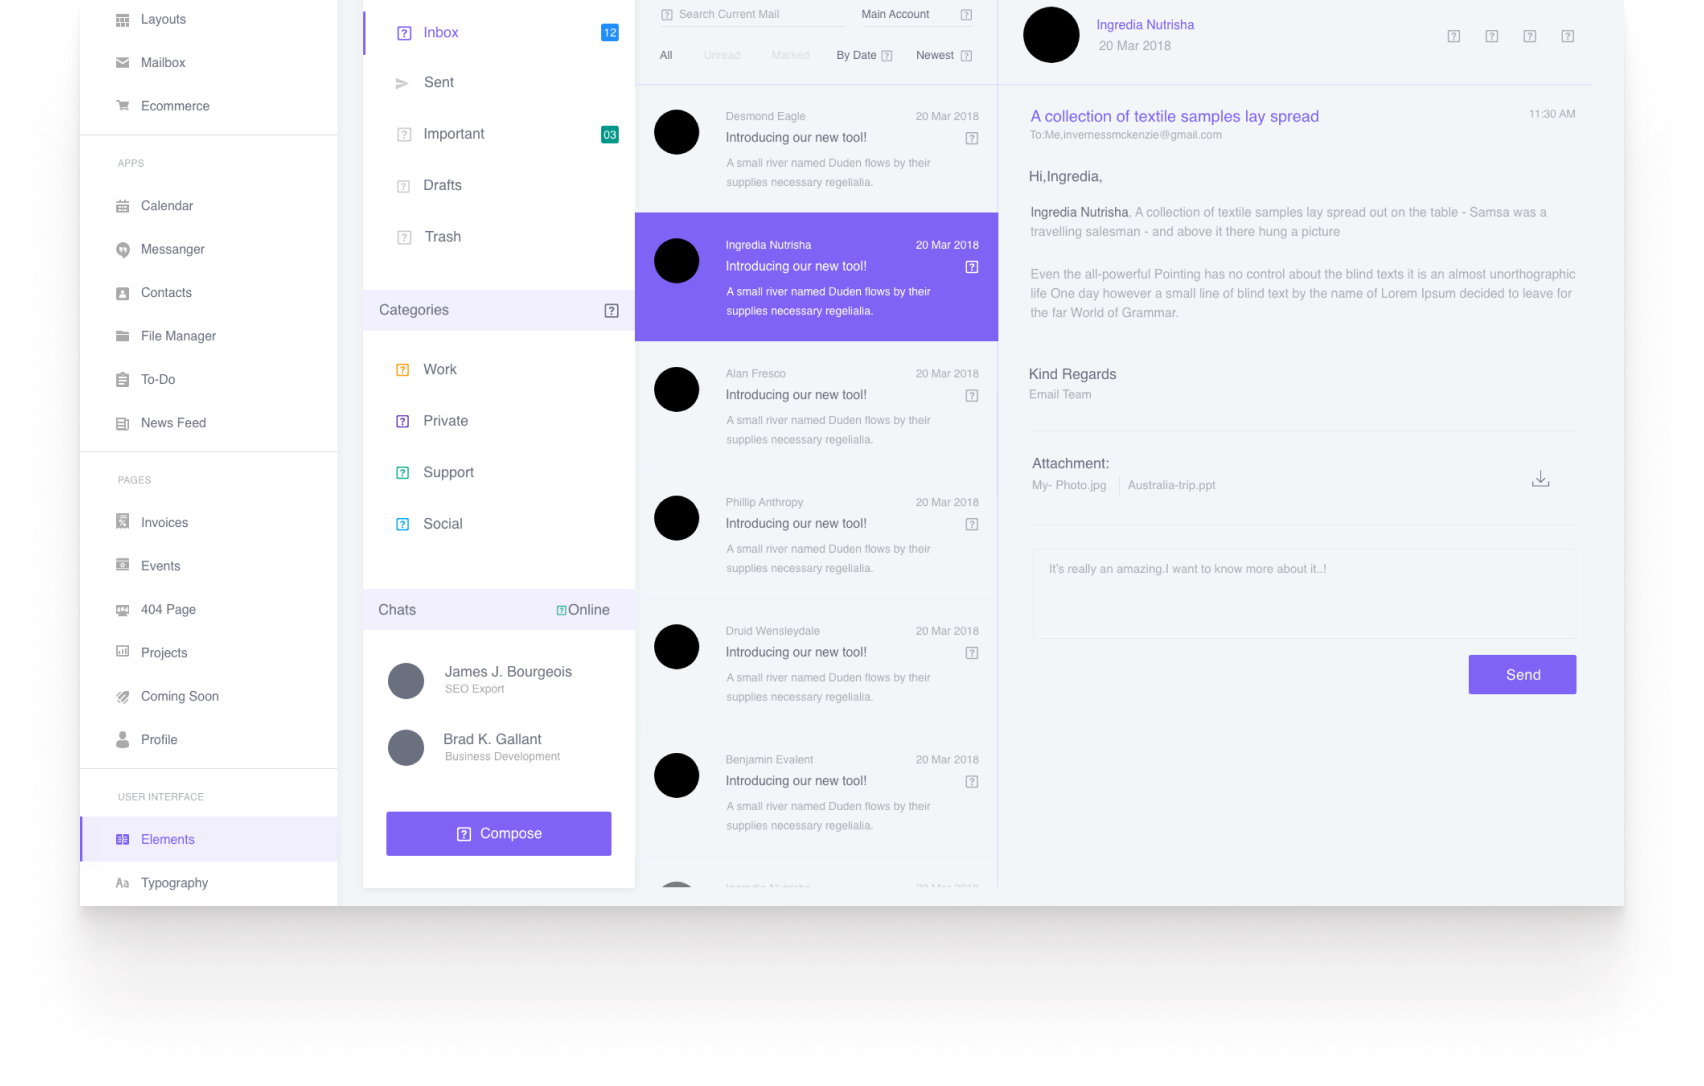 Layouts
Mailbox
Ecommerce
APPS
Calendar
Messanger
Contacts
File Manager
To-Do
News Feed
PAGES
Invoices
Events
404 Page
Projects
Coming Soon
Profile
USER INTERFACE
Elements
Aa Typography
Inbox 12
Sent
Important 03
Drafts
Trash
Categories
Work
Private
Support
Social
Chats Online
James J. Bourgeois
SEO Export
Brad K. Gallant
Business Development
Compose
Search Current Mail Main Account
All Unread Marked By Date Newest
Desmond Eagle 20 Mar 2018
Introducing our new tool!
A small river named Duden flows by their
supplies necessary regelialia.
Ingredia Nutrisha 20 Mar 2018
Introducing our new tool!
A small river named Duden flows by their
supplies necessary regelialia.
Alan Fresco 20 Mar 2018
Introducing our new tool!
A small river named Duden flows by their
supplies necessary regelialia.
Phillip Anthropy 20 Mar 2018
Introducing our new tool!
A small river named Duden flows by their
supplies necessary regelialia.
Druid Wensleydale 20 Mar 2018
Introducing our new tool!
A small river named Duden flows by their
supplies necessary regelialia.
Benjamin Evalent 20 Mar 2018
Introducing our new tool!
A small river named Duden flows by their
supplies necessary regelialia.
Ingredia Nutrisha 20 Mar 2018
Ingredia Nutrisha
20 Mar 2018
A collection of textile samples lay spread 11:30 AM
To:Me,invernessmckenzie@gmail.com
Hi,Ingredia,
Ingredia Nutrisha, A collection of textile samples lay spread out on the table - Samsa was a
travelling salesman - and above it there hung a picture
Even the all-powerful Pointing has no control about the blind texts it is an almost unorthographic
life One day however a small line of blind text by the name of Lorem Ipsum decided to leave for
the far World of Grammar.
Kind Regards
Email Team
Attachment:
My- Photo.jpg Australia-trip.ppt
It's really an amazing.I want to know more about it..!
Send